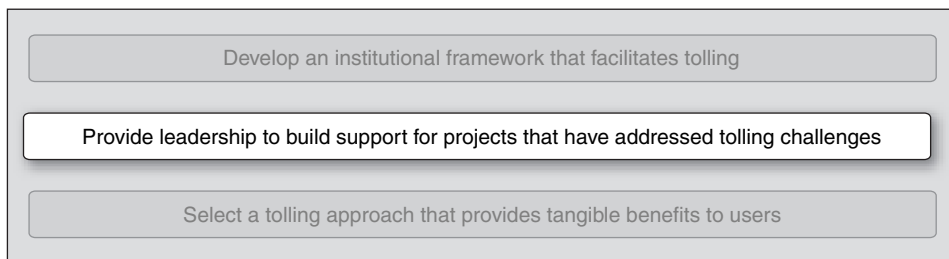 Develop an institutional framework that facilitates tolling
Provide leadership to build support for projects that have addressed tolling challenges
Select a tolling approach that provides tangible benefits to users